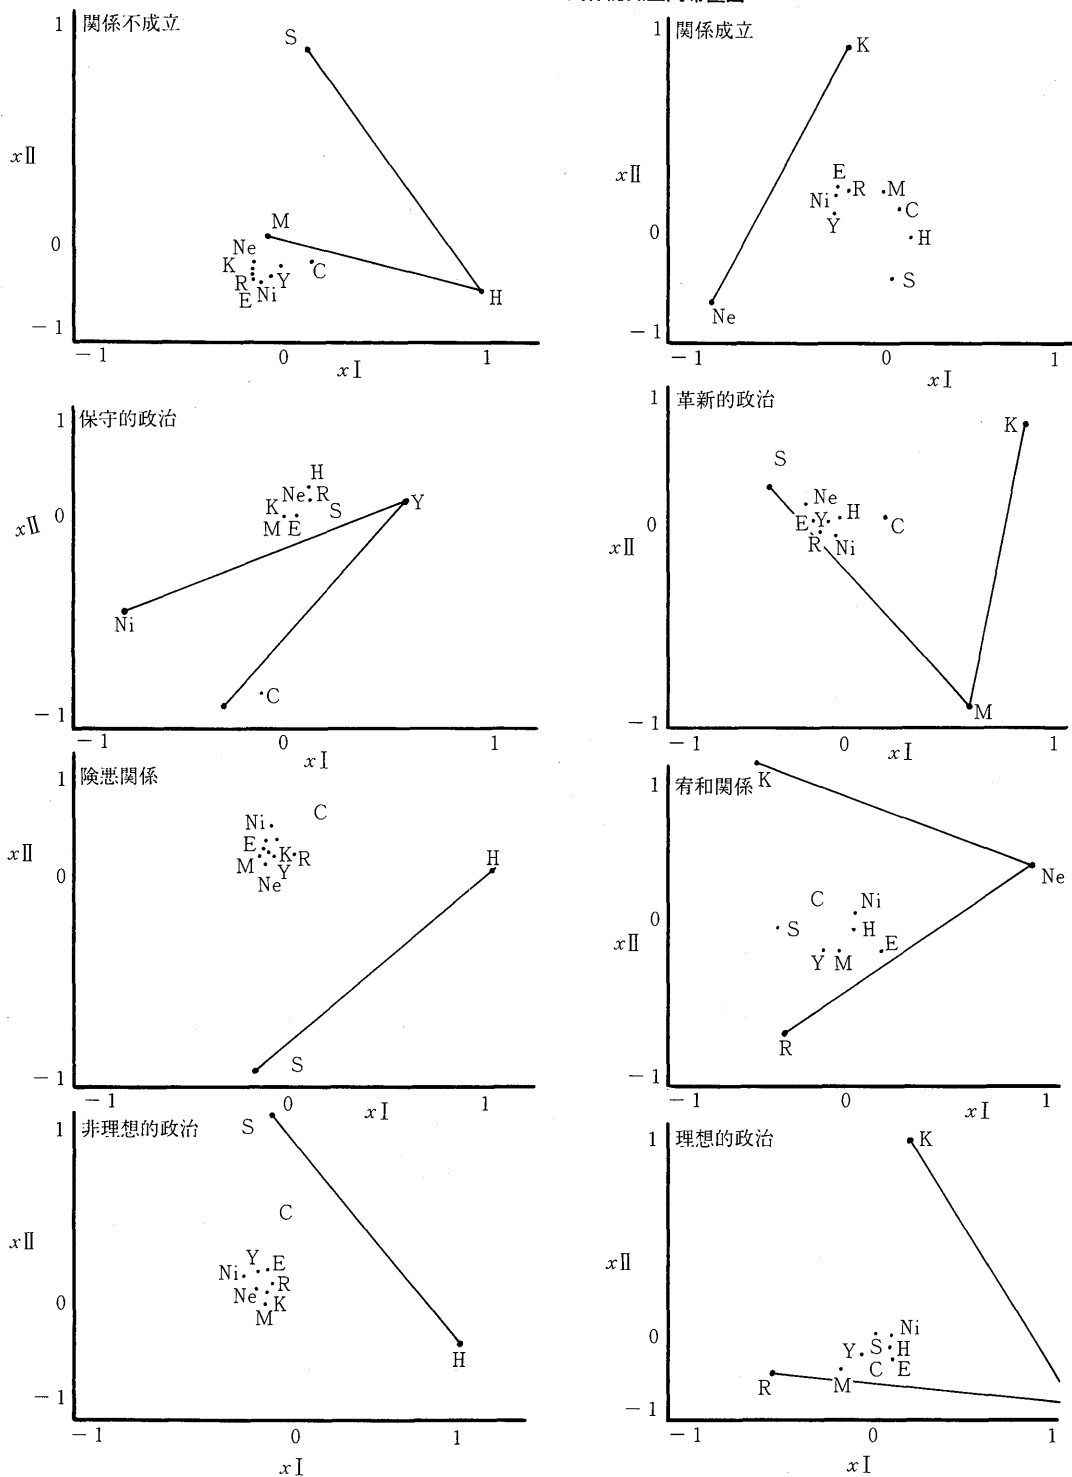 1 関係不成立
S
xⅡ
M
0
Ne
K
R
E
Ni
Y
C
H
−1
−1 0 1
xⅠ
1 関係成立
K
xⅡ
E
R
M
Ni
C
Y
0
H
S
Ne
−1
−1 0 1
xⅠ
1 保守的政治
H
Ne R
K
S
Y
xⅡ 0
M E
Ni
C
−1
−1 0 1
xⅠ
1 革新的政治
K
S
Ne
H
0
E Y
C
R Ni
xⅡ
M
−1
−1 0 1
xⅠ
1 険悪関係
C
Ni
E
xⅡ
K R
M Y
H
0
Ne
S
−1
−1 0 1
xⅠ
1 宥和関係
K
Ne
C Ni
0
S H
E
xⅡ
Y M
R
−1
−1 0 1
xⅠ
1 非理想的政治
S
C
xⅡ
Y E
Ni
R
Ne
0
K
M
H
−1
−1 0 1
xⅠ
1 理想的政治
K
xⅡ
Ni
0
Y S H
C E
R M
−1
−1 0 1
xⅠ